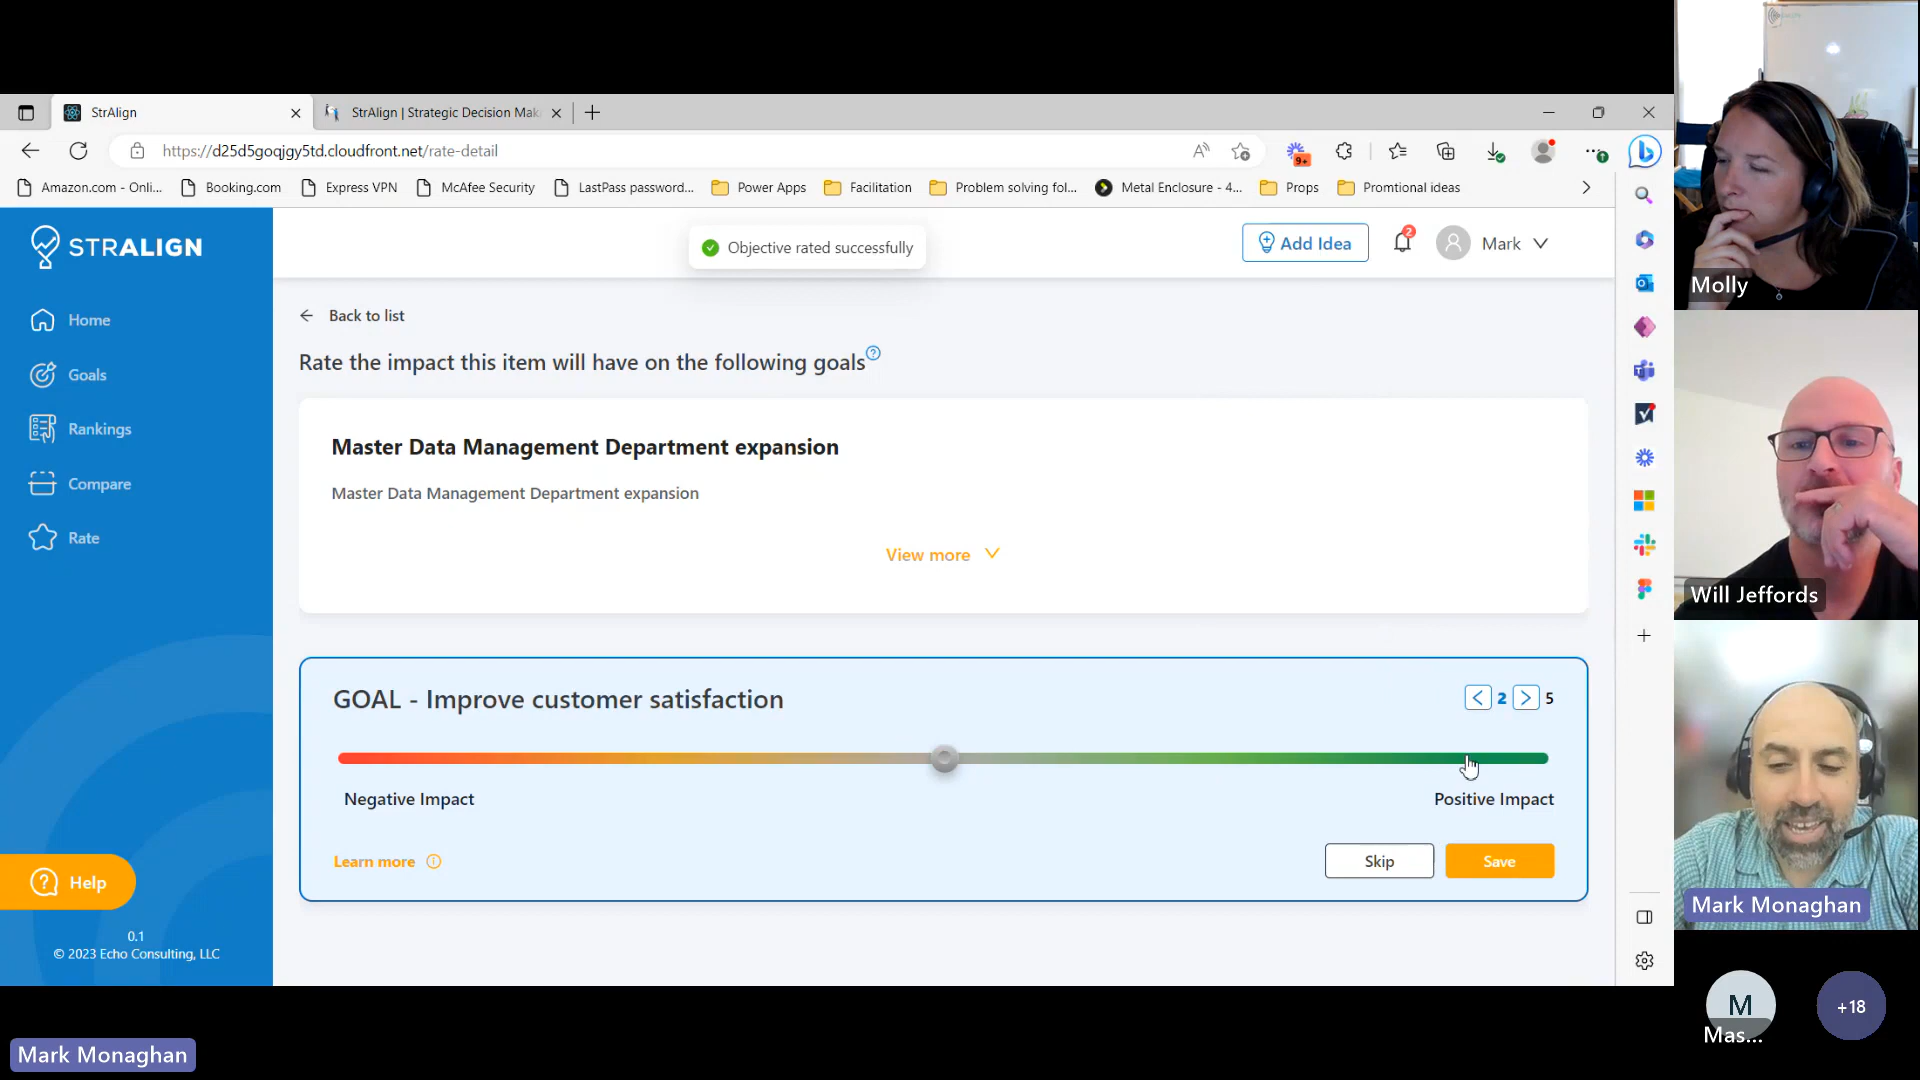 StrAlign
StrAlign | Strategic Decision Mak
https://d25d5goqjgy5td.cloudfront.net/rate-detail
9+
Amazon.com - Onli...
Booking.com
Express VPN
McAfee Security
LastPass password...
Power Apps
Facilitation
Problem solving fol...
Metal Enclosure - 4...
Props
Promtional ideas
STRALIGN
Objective rated successfully
Add Idea
2
Mark
Home
Goals
Rankings
Compare
Rate
Help
0.1
© 2023 Echo Consulting, LLC
Back to list
Rate the impact this item will have on the following goals
Master Data Management Department expansion
Master Data Management Department expansion
View more
GOAL - Improve customer satisfaction
2
5
Negative Impact
Positive Impact
Learn more
Skip
Save
Molly
Will Jeffords
Mark Monaghan
M
Mas...
+18
Mark Monaghan